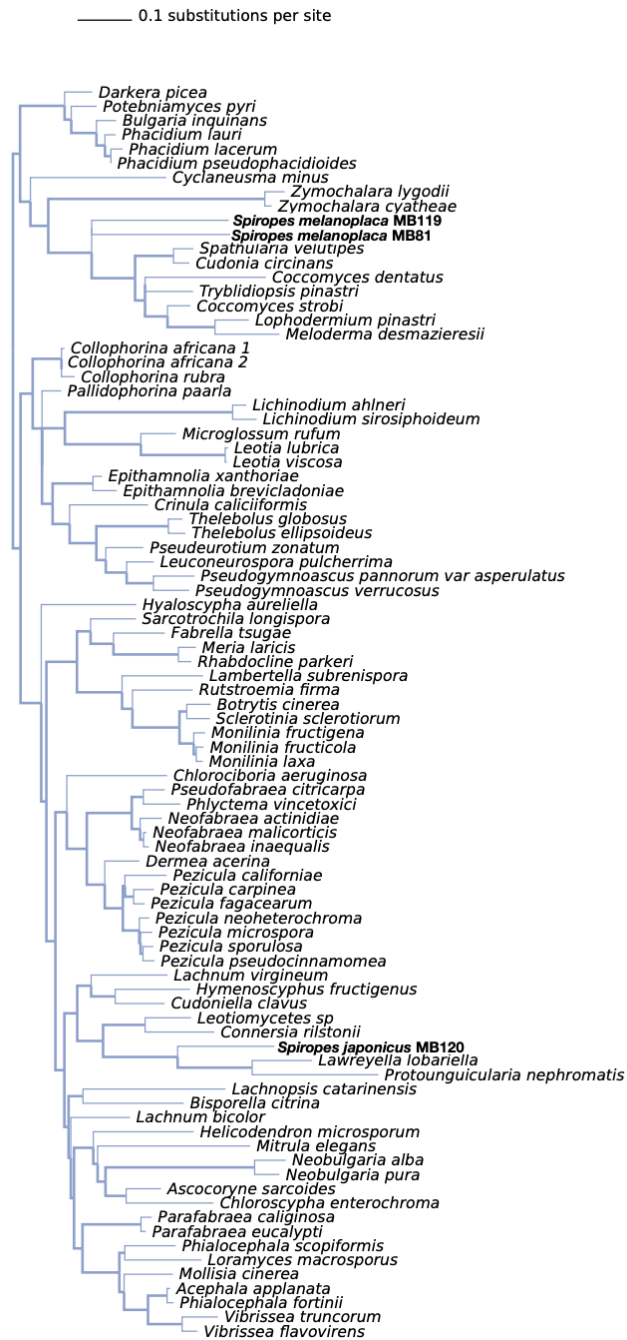 0.1 substitutions per site
Darkera picea
Potebniamyces pyri
Bulgaria inquinans
Phacidium lauri
Phacidium lacerum
Phacidium pseudophacidioides
Cyclaneusma minus
Zymochalara lygodii
Zymochalara cyatheae
Spiropes melanoplaca MB119
Spiropes melanoplaca MB81
Spathularia velutipes
Cudonia circinans
Coccomyces dentatus
Tryblidiopsis pinastri
Coccomyces strobi
Lophodermium pinastri
Meloderma desmazieresii
Collophorina africana 1
Collophorina africana 2
Collophorina rubra
Pallidophorina paarla
Lichinodium ahlneri
Lichinodium sirosiphoideum
Microglossum rufum
Leotia lubrica
Leotia viscosa
Epithamnolia xanthoriae
Epithamnolia brevicladoniae
Crinula caliciiformis
Thelebolus globosus
Thelebolus ellipsoideus
Pseudeurotium zonatum
Leuconeurospora pulcherrima
Pseudogymnoascus pannorum var asperulatus
Pseudogymnoascus verrucosus
Hyaloscypha aureliella
Sarcotrochila longispora
Fabrella tsugae
Meria laricis
Rhabdocline parkeri
Lambertella subrenispora
Rutstroemia firma
Botrytis cinerea
Sclerotinia sclerotiorum
Monilinia fructigena
Monilinia fructicola
Monilinia laxa
Chlorociboria aeruginosa
Pseudofabraea citricarpa
Phlyctema vincetoxici
Neofabraea actinidiae
Neofabraea malicorticis
Neofabraea inaequalis
Dermea acerina
Pezicula californiae
Pezicula carpinea
Pezicula fagacearum
Pezicula neoheterochroma
Pezicula microspora
Pezicula sporulosa
Pezicula pseudocinnamomea
Lachnum virgineum
Hymenoscyphus fructigenus
Cudoniella clavus
Leotiomycetes sp
Connersia rilstonii
Spiropes japonicus MB120
Lawreyella lobariella
Protounguicularia nephromatis
Lachnopsis catarinensis
Bisporella citrina
Lachnum bicolor
Helicodendron microsporum
Mitrula elegans
Neobulgaria alba
Neobulgaria pura
Ascocoryne sarcoides
Chloroscypha enterochroma
Parafabraea caliginosa
Parafabraea eucalypti
Phialocephala scopiformis
Loramyces macrosporus
Mollisia cinerea
Acephala applanata
Phialocephala fortinii
Vibrissea truncorum
Vibrissea flavovirens